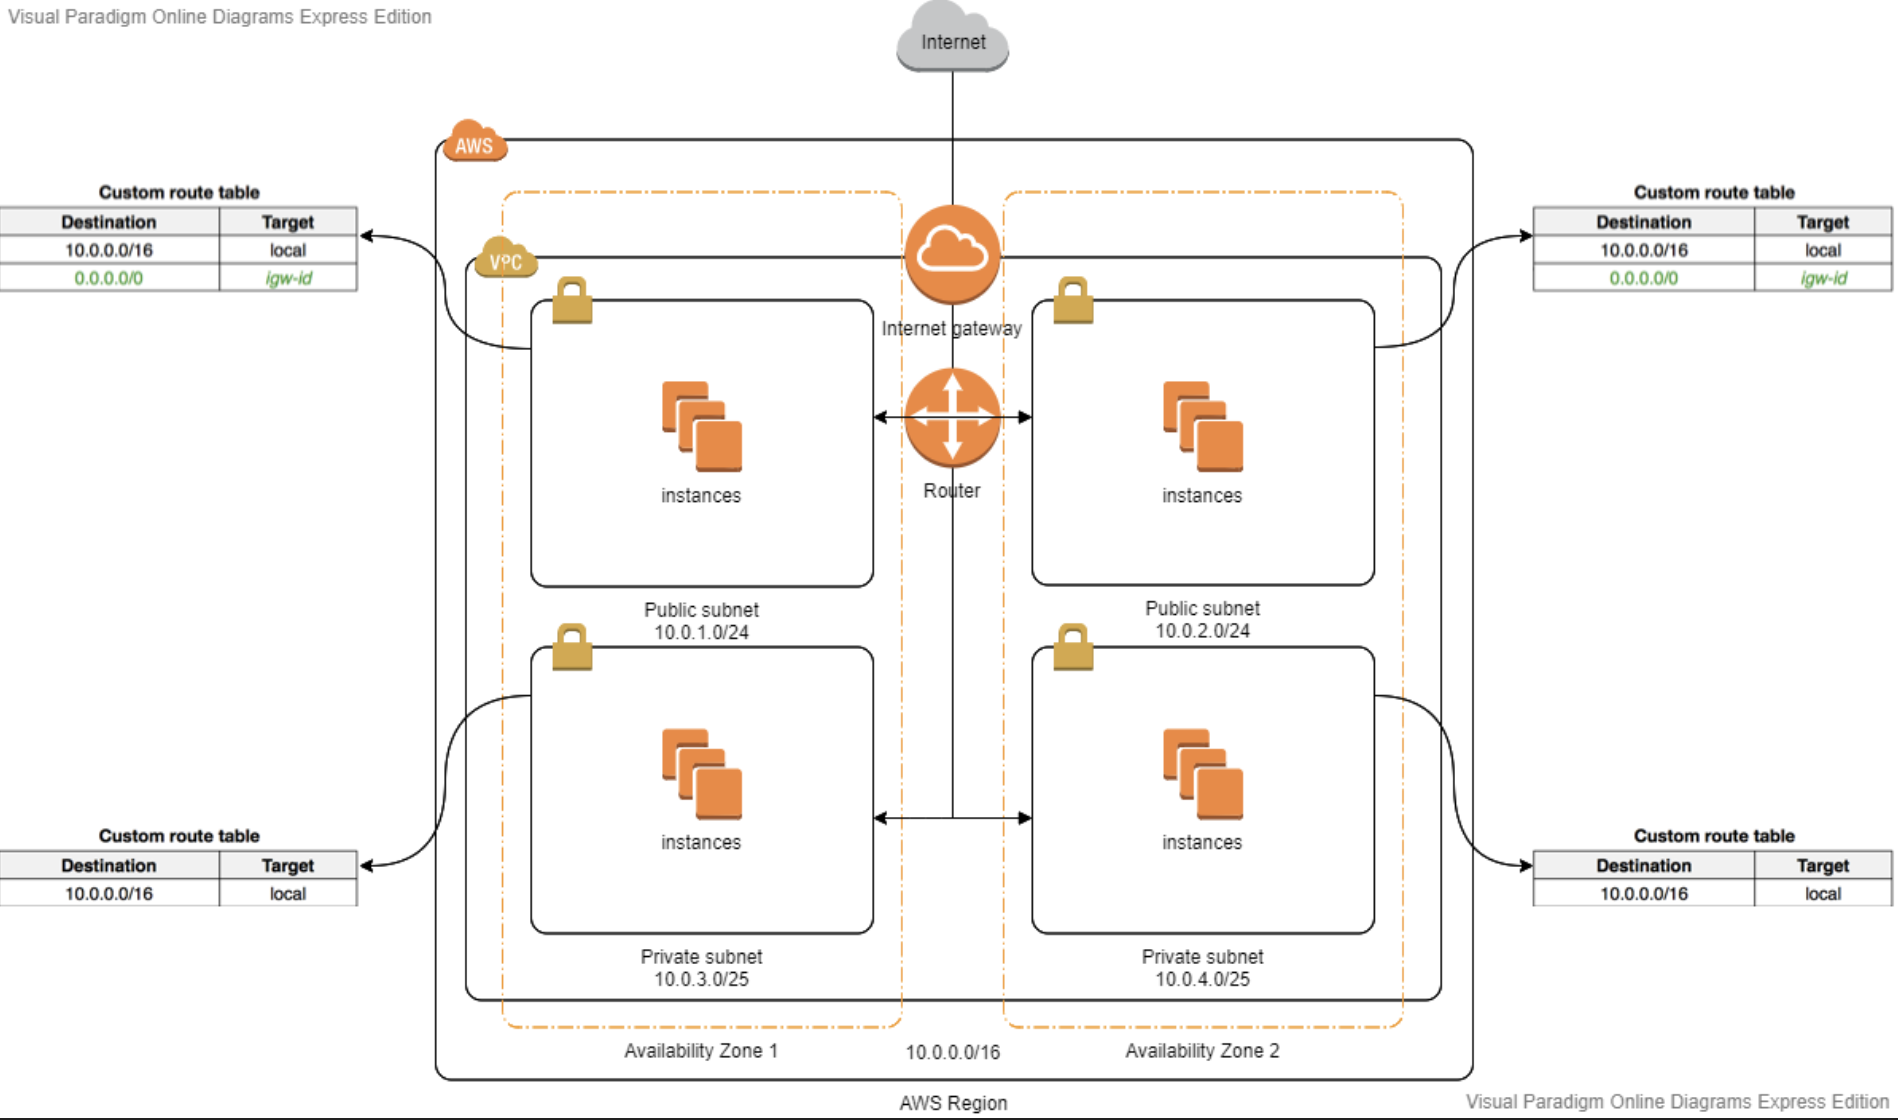 Visual Paradigm Online Diagrams Express Edition
Internet
AWS
Custom route table
Destination Target
10.0.0.0/16 local
0.0.0.0/0 igw-id
Custom route table
Destination Target
10.0.0.0/16 local
0.0.0.0/0 igw-id
VPC
Internet gateway
Router
instances
instances
Public subnet
10.0.1.0/24
Public subnet
10.0.2.0/24
instances
instances
Custom route table
Destination Target
10.0.0.0/16 local
Custom route table
Destination Target
10.0.0.0/16 local
Private subnet
10.0.3.0/25
Private subnet
10.0.4.0/25
Availability Zone 1
10.0.0.0/16
Availability Zone 2
AWS Region
Visual Paradigm Online Diagrams Express Edition